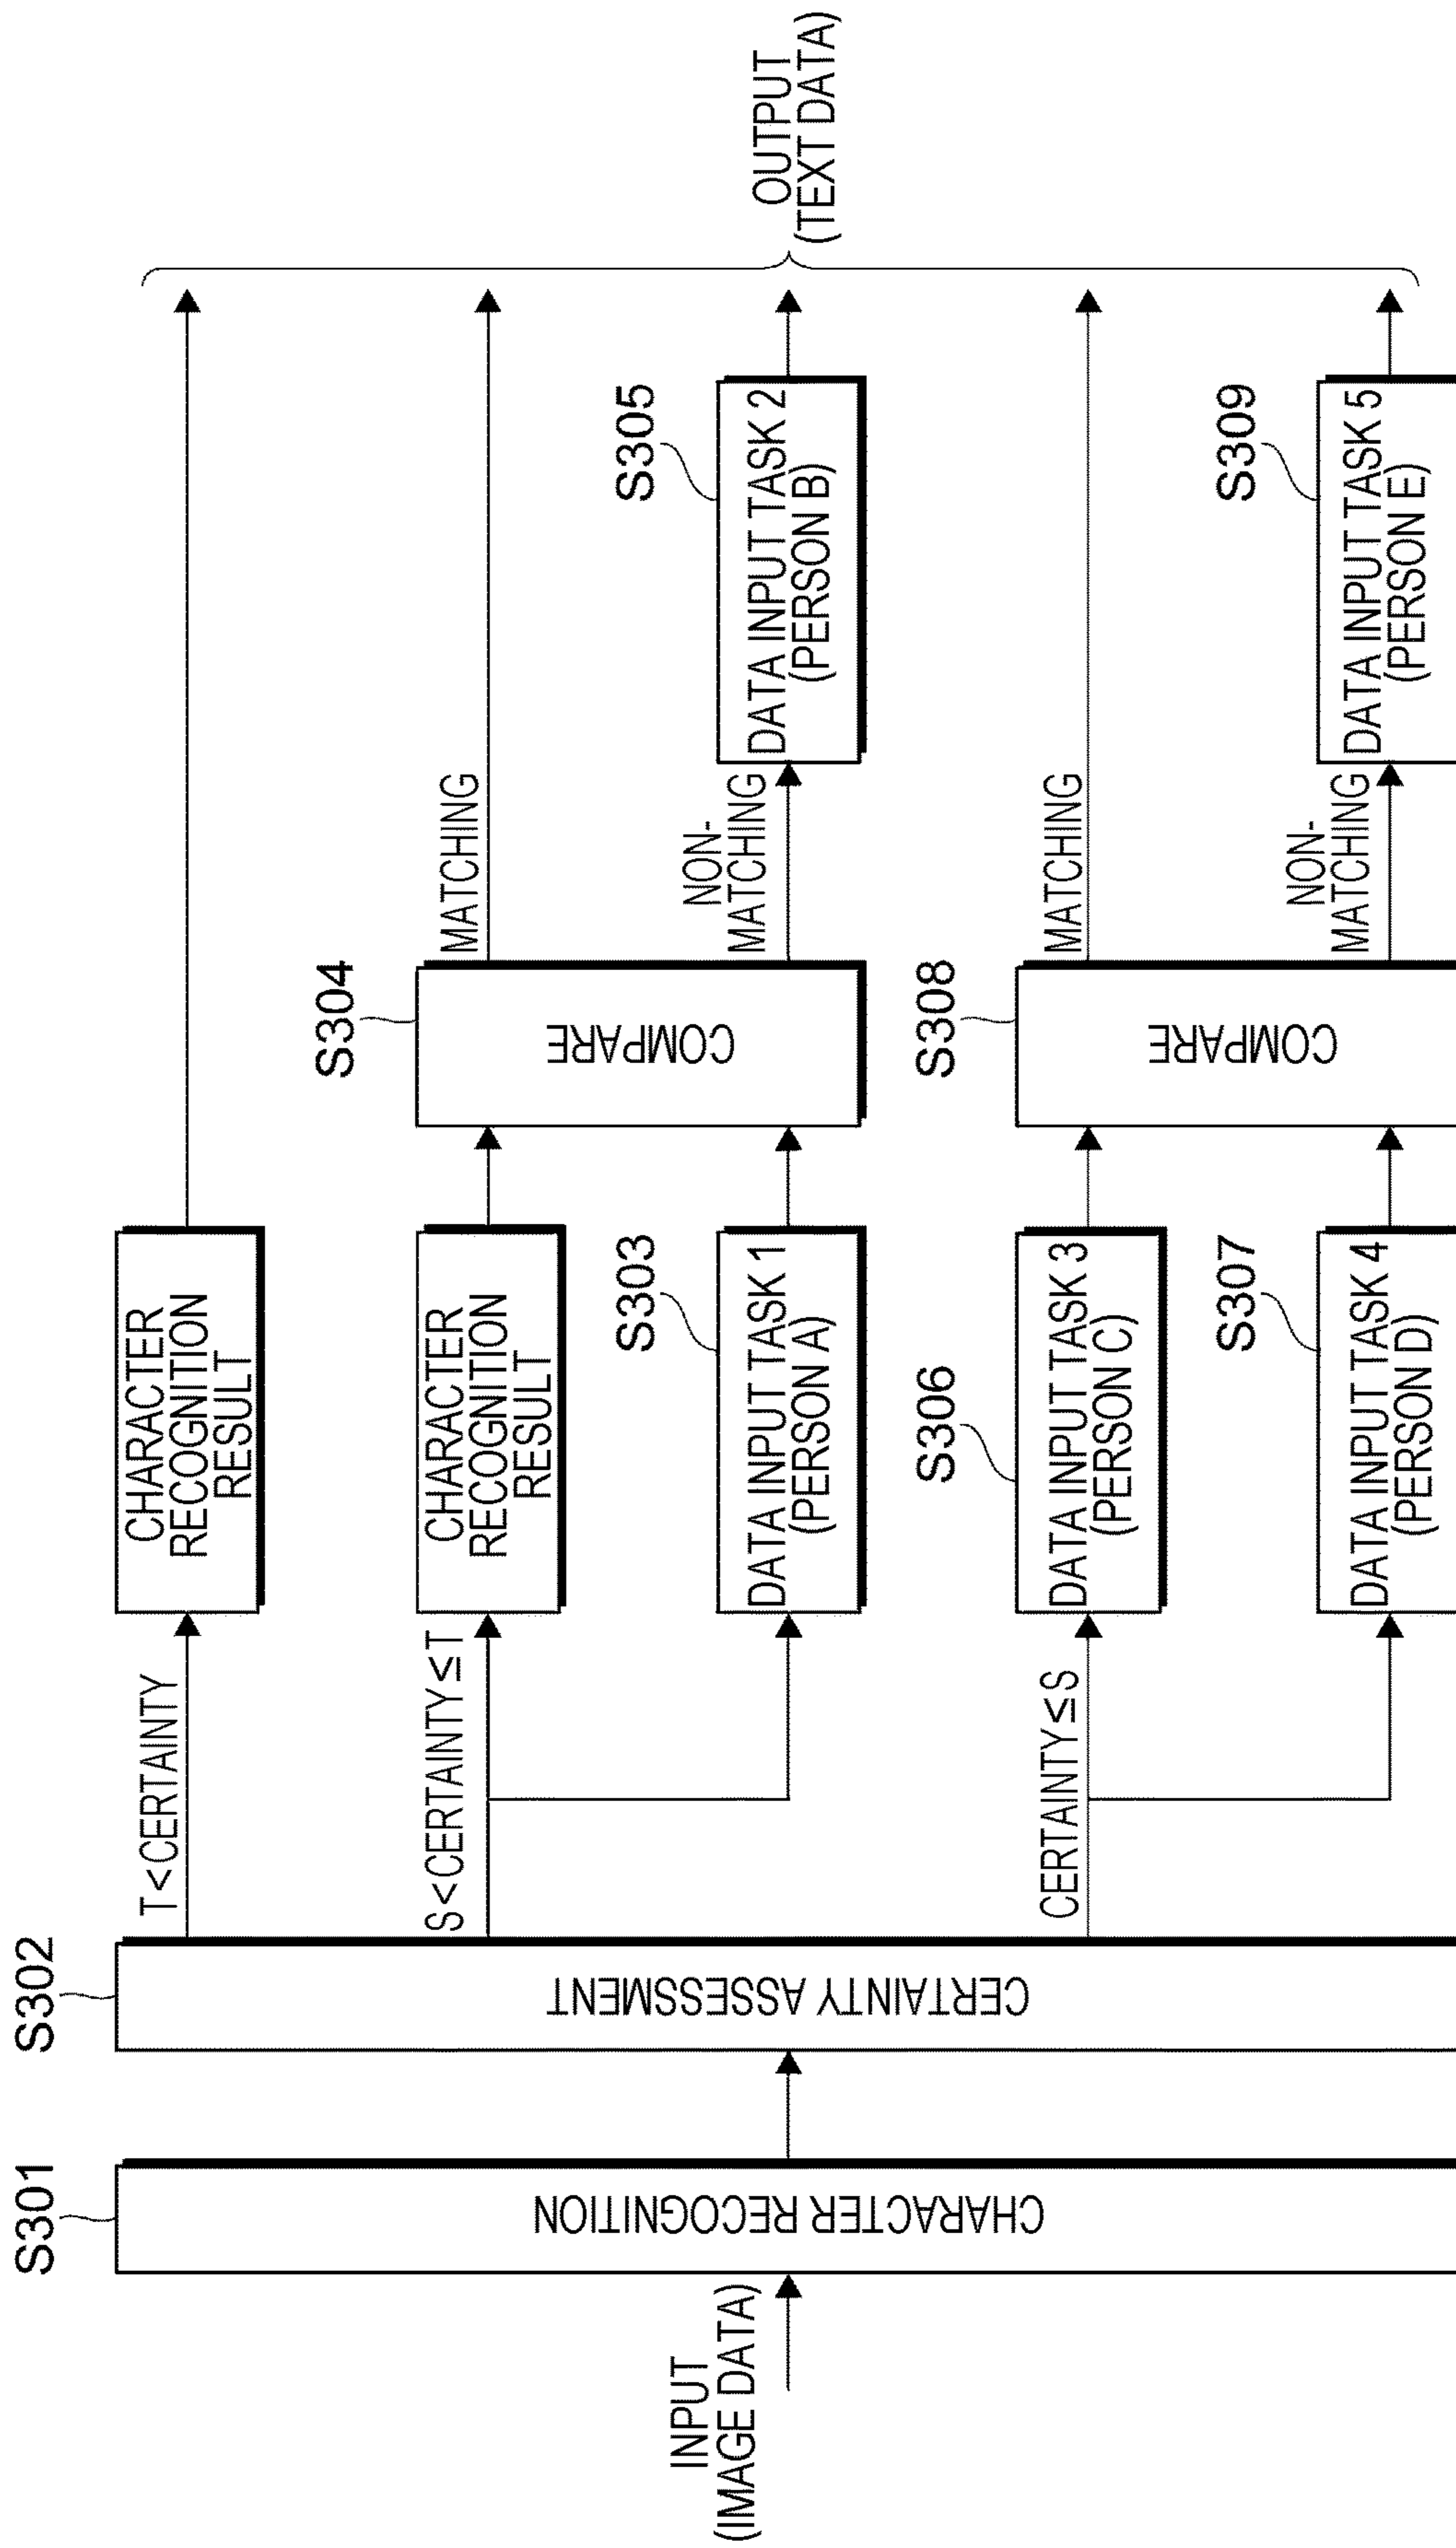 INPUT
(IMAGE DATA)
S301
CHARACTER RECOGNITION
S302
CERTAINTY ASSESSMENT
T<CERTAINTY
CHARACTER
RECOGNITION
RESULT
S<CERTAINTY≤T
CHARACTER
RECOGNITION
RESULT
S303
DATA INPUT TASK 1
(PERSON A)
S304
COMPARE
MATCHING
NON-
MATCHING
S305
DATA INPUT TASK 2
(PERSON B)
CERTAINTY≤S
S306
DATA INPUT TASK 3
(PERSON C)
S307
DATA INPUT TASK 4
(PERSON D)
S308
COMPARE
MATCHING
NON-
MATCHING
S309
DATA INPUT TASK 5
(PERSON E)
OUTPUT
(TEXT DATA)